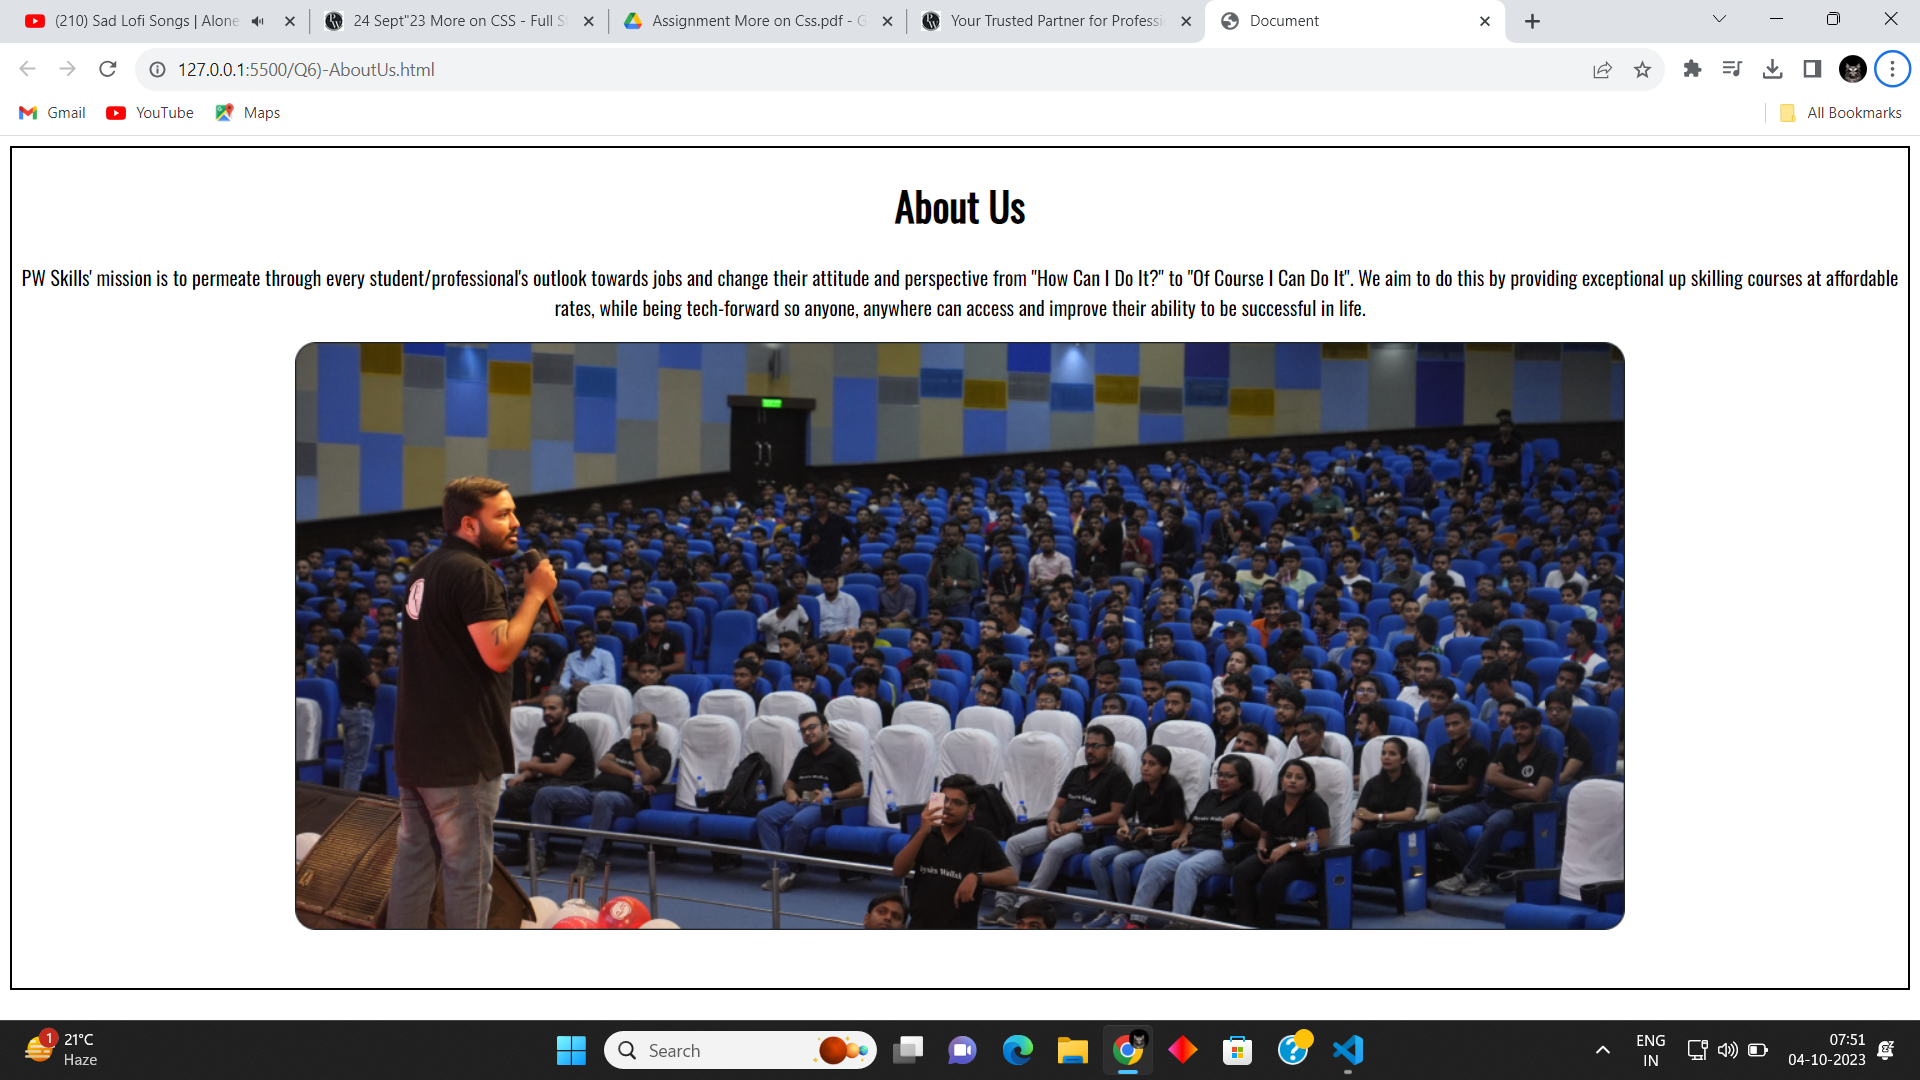 (210) Sad Lofi Songs | Alone
24 Sept"23 More on CSS - Full S
Assignment More on Css.pdf - G
Your Trusted Partner for Professi
Document
127.0.0.1:5500/Q6)-AboutUs.html
Gmail
YouTube
Maps
All Bookmarks
About Us
PW Skills' mission is to permeate through every student/professional's outlook towards jobs and change their attitude and perspective from "How Can I Do It?" to "Of Course I Can Do It". We aim to do this by providing exceptional up skilling courses at affordable
rates, while being tech-forward so anyone, anywhere can access and improve their ability to be successful in life.
1
21°C
Haze
Search
ENG
IN
07:51
04-10-2023